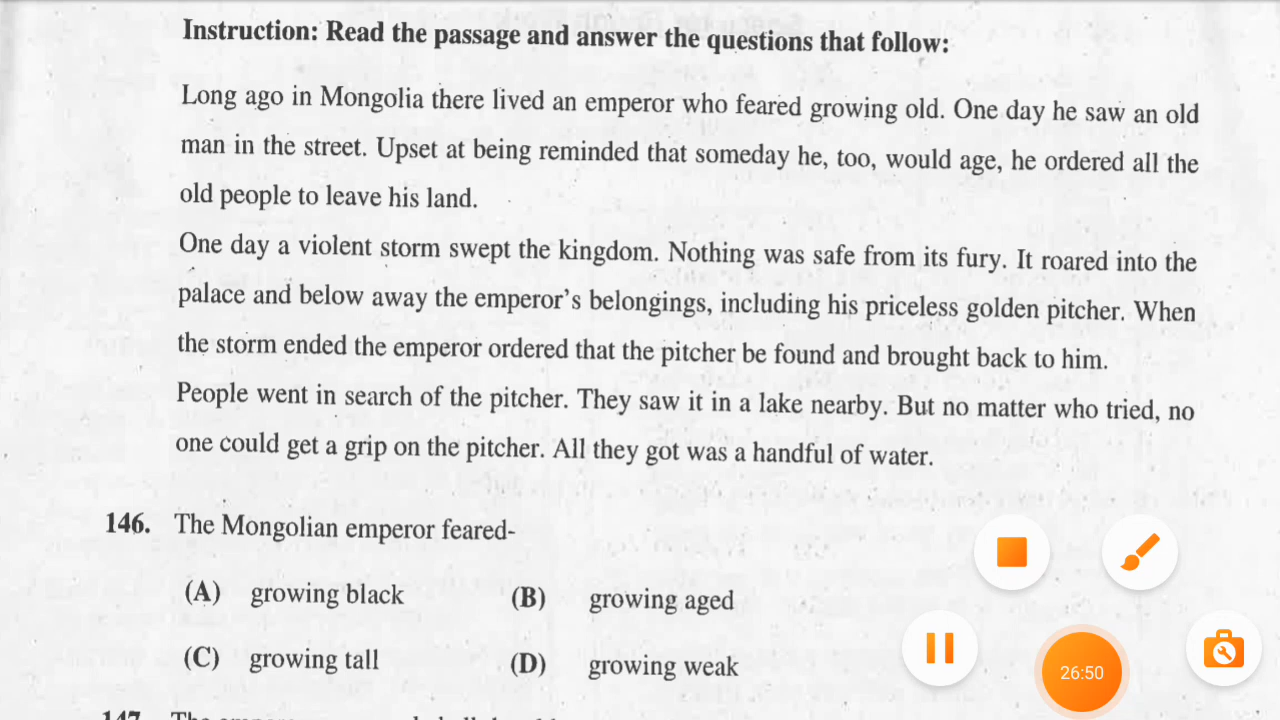 Instruction: Read the passage and answer the questions that follow:
Long ago in Mongolia there lived an emperor who feared growing old. One day he saw an old
man in the street. Upset at being reminded that someday he, too, would age, he ordered all the
old people to leave his land.
One day a violent storm swept the kingdom. Nothing was safe from its fury. It roared into the
palace and below away the emperor's belongings, including his priceless golden pitcher. When
the storm ended the emperor ordered that the pitcher be found and brought back to him.
People went in search of the pitcher. They saw it in a lake nearby. But no matter who tried, no
one could get a grip on the pitcher. All they got was a handful of water.
146. The Mongolian emperor feared-
(A) growing black (B) growing aged
(C) growing tall (D) growing weak
26:50
147. The